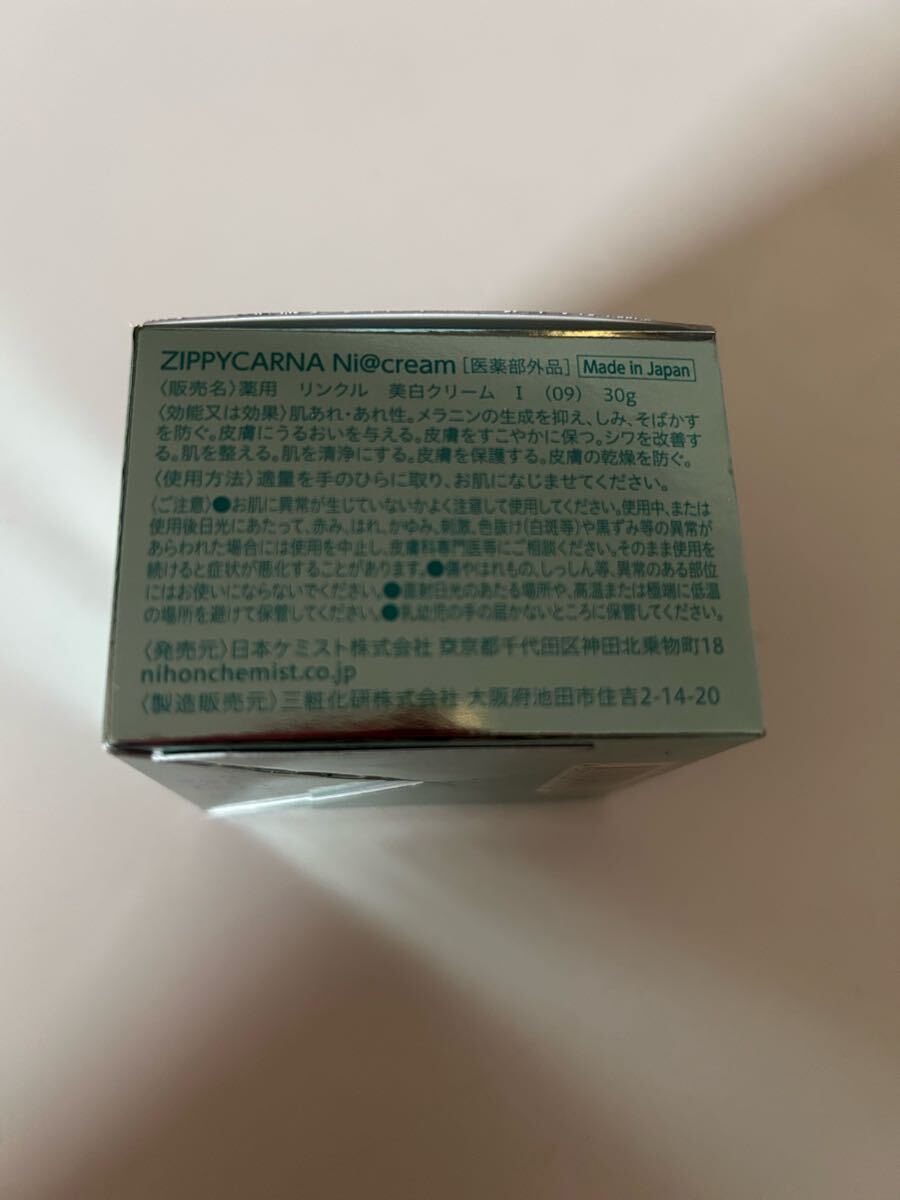 ZIPPYCARNA Ni@cream [医薬部外品] Made in Japan
〈販売名〉薬用 リンクル 美白クリーム I (09) 30g
〈効能又は効果〉肌あれ・あれ性。メラニンの生成を抑え、しみ、そばかす
を防ぐ。皮膚にうるおいを与える。皮膚をすこやかに保つ。シワを改善す
る。肌を整える。肌を清浄にする。皮膚を保護する。皮膚の乾燥を防ぐ。
〈使用方法〉適量を手のひらに取り、お肌になじませてください。
〈ご注意〉●お肌に異常が生じていないかよく注意して使用してください。使用中、または
使用後日光にあたって、赤み、はれ、かゆみ、刺激、色抜け(白斑等)や黒ずみ等の異常が
あらわれた場合には使用を中止し、皮膚科専門医等にご相談ください。そのまま使用を
続けると症状が悪化することがあります。●傷やはれもの、しっしん等、異常のある部位
にはお使いにならないでください。●直射日光のあたる場所や、高温または極端に低温
の場所を避けて保管してください。●乳幼児の手の届かないところに保管してください。
〈発売元〉日本ケミスト株式会社 東京都千代田区神田北乗物町18
nihonchemist.co.jp
〈製造販売元〉三粧化研株式会社 大阪府池田市住吉2-14-20